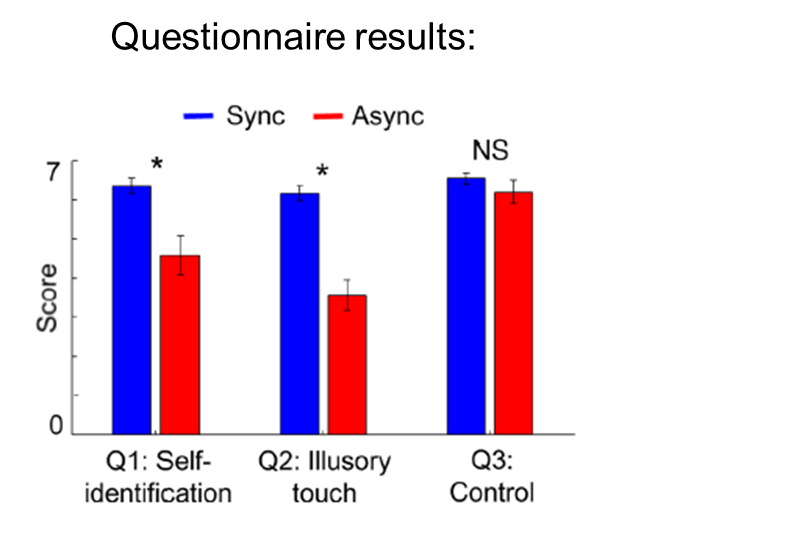 Questionnaire results:
Sync Async
7
* * NS
Score
0
Q1: Self-
identification
Q2: Illusory
touch
Q3:
Control